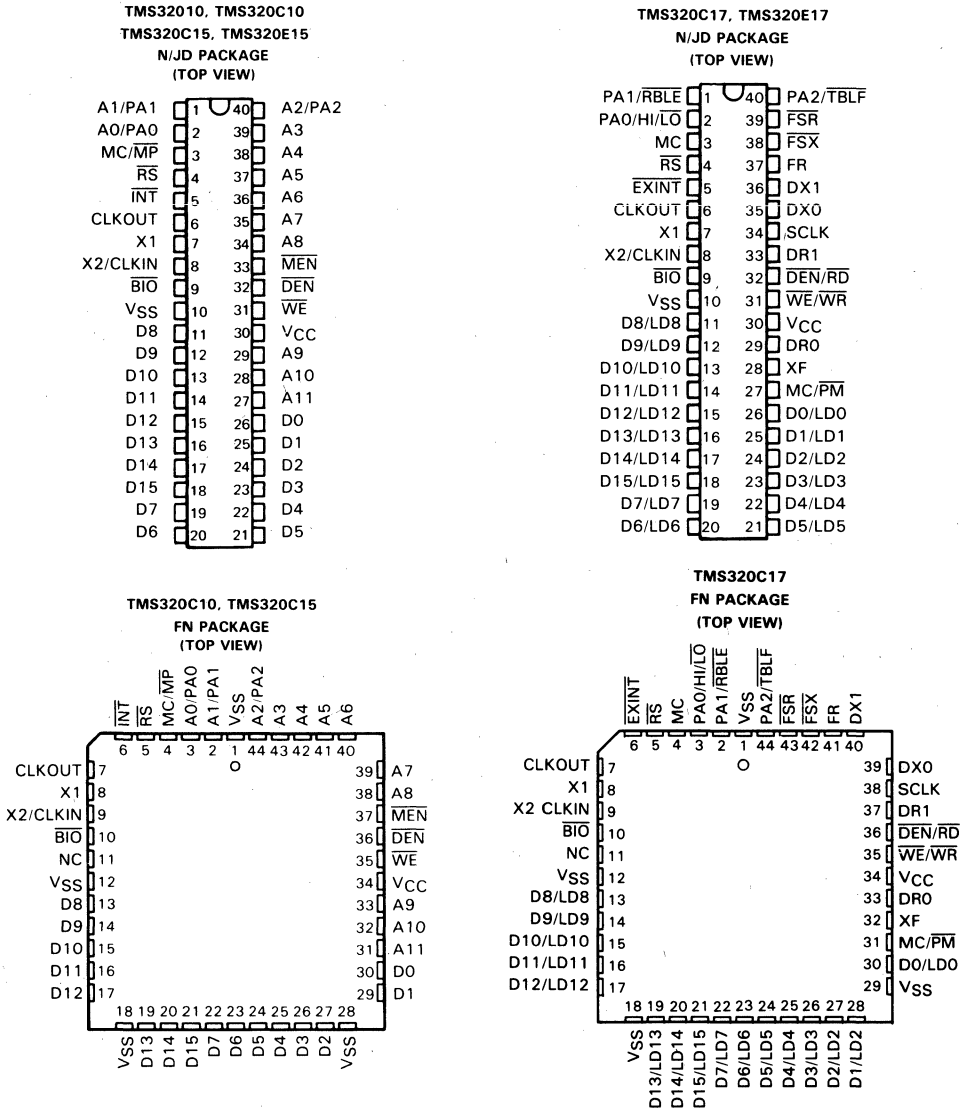 TMS32010, TMS320C10
TMS320C15, TMS320E15
N/JD PACKAGE
(TOP VIEW)
A1/PA1 1 40 A2/PA2
A0/PA0 2 39 A3
MC/MP 3 38 A4
RS 4 37 A5
INT 5 36 A6
CLKOUT 6 35 A7
X1 7 34 A8
X2/CLKIN 8 33 MEN
BIO 9 32 DEN
VSS 10 31 WE
D8 11 30 VCC
D9 12 29 A9
D10 13 28 A10
D11 14 27 A11
D12 15 26 D0
D13 16 25 D1
D14 17 24 D2
D15 18 23 D3
D7 19 22 D4
D6 20 21 D5
TMS320C17, TMS320E17
N/JD PACKAGE
(TOP VIEW)
PA1/RBLE 1 40 PA2/TBLF
PA0/HI/LO 2 39 FSR
MC 3 38 FSX
RS 4 37 FR
EXINT 5 36 DX1
CLKOUT 6 35 DX0
X1 7 34 SCLK
X2/CLKIN 8 33 DR1
BIO 9 32 DEN/RD
VSS 10 31 WE/WR
D8/LD8 11 30 VCC
D9/LD9 12 29 DR0
D10/LD10 13 28 XF
D11/LD11 14 27 MC/PM
D12/LD12 15 26 D0/LD0
D13/LD13 16 25 D1/LD1
D14/LD14 17 24 D2/LD2
D15/LD15 18 23 D3/LD3
D7/LD7 19 22 D4/LD4
D6/LD6 20 21 D5/LD5
TMS320C10, TMS320C15
FN PACKAGE
(TOP VIEW)
INT RS MC/MP A0/PA0 A1/PA1 VSS A2/PA2 A3 A4 A5 A6
6 5 4 3 2 1 44 43 42 41 40
CLKOUT 7 39 A7
X1 8 38 A8
X2/CLKIN 9 37 MEN
BIO 10 36 DEN
NC 11 35 WE
VSS 12 34 VCC
D8 13 33 A9
D9 14 32 A10
D10 15 31 A11
D11 16 30 D0
D12 17 29 D1
18 19 20 21 22 23 24 25 26 27 28
VSS D13 D14 D15 D7 D6 D5 D4 D3 D2 VSS
TMS320C17
FN PACKAGE
(TOP VIEW)
EXINT RS MC PA0/HI/LO PA1/RBLE VSS PA2/TBLF FSR FSX FR DX1
6 5 4 3 2 1 44 43 42 41 40
CLKOUT 7 39 DX0
X1 8 38 SCLK
X2 CLKIN 9 37 DR1
BIO 10 36 DEN/RD
NC 11 35 WE/WR
VSS 12 34 VCC
D8/LD8 13 33 DR0
D9/LD9 14 32 XF
D10/LD10 15 31 MC/PM
D11/LD11 16 30 D0/LD0
D12/LD12 17 29 VSS
18 19 20 21 22 23 24 25 26 27 28
VSS D13/LD13 D14/LD14 D15/LD15 D7/LD7 D6/LD6 D5/LD5 D4/LD4 D3/LD3 D2/LD2 D1/LD2